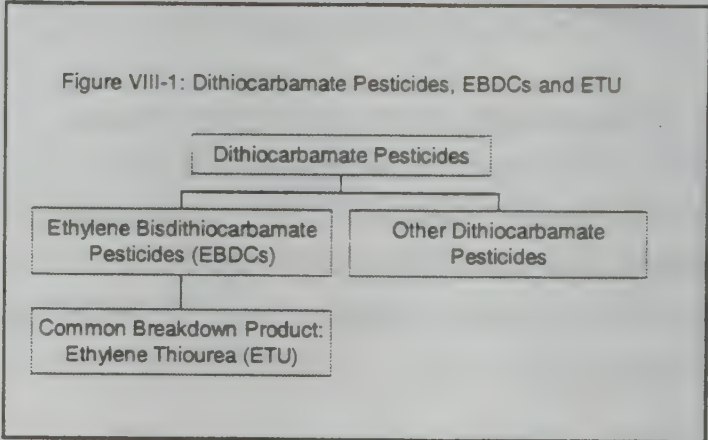 Figure VIII-1: Dithiocarbamate Pesticides, EBDCs and ETU
Dithiocarbamate Pesticides
Ethylene Bisdithiocarbamate
Pesticides (EBDCs)
Other Dithiocarbamate
Pesticides
Common Breakdown Product:
Ethylene Thiourea (ETU)